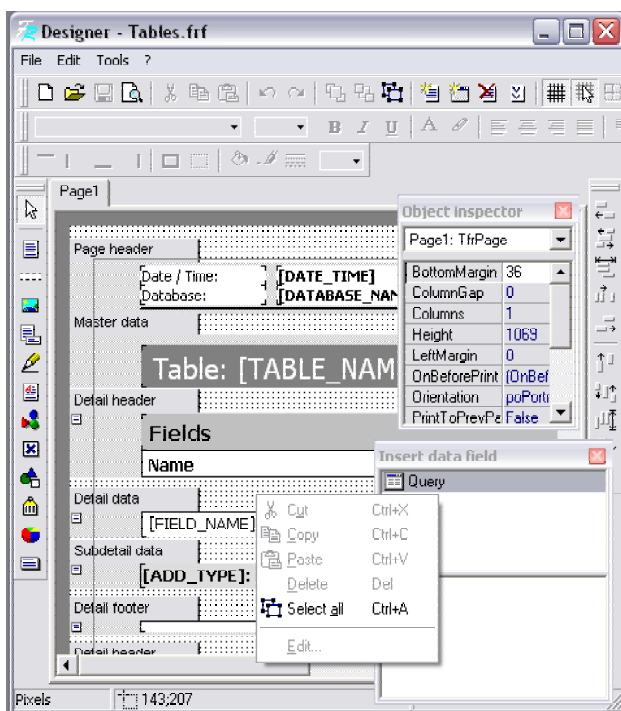 Designer - Tables.frf
File Edit Tools ?
B I U A
Page1
Object Inspector
Page1: TfrPage
BottomMargin 36
ColumnGap 0
Columns 1
Height 1069
LeftMargin 0
OnBeforePrint (OnBef
Orientation poPortr
PrintToPrevPa False
Page header
Date / Time: [DATE_TIME]
Database: [DATABASE_NAM
Master data
Table: [TABLE_NAM
Detail header
Fields
Name
Insert data field
Query
Detail data
[FIELD_NAME]
Subdetail data
[ADD_TYPE]:
Detail footer
Detail header
Cut Ctrl+X
Copy Ctrl+C
Paste Ctrl+V
Delete Del
Select all Ctrl+A
Edit...
Pixels 143;207